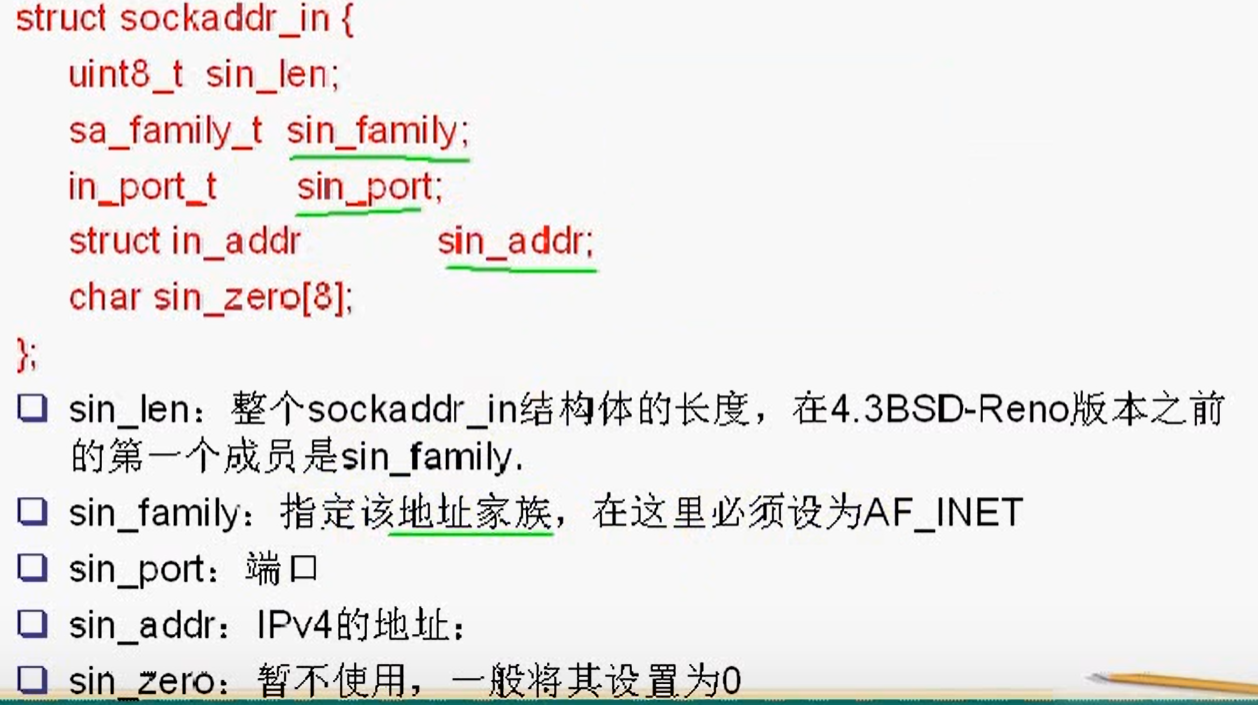 struct sockaddr_in {
uint8_t sin_len;
sa_family_t sin_family;
in_port_t sin_port;
struct in_addr sin_addr;
char sin_zero[8];
};
sin_len：整个sockaddr_in结构体的长度，在4.3BSD-Reno版本之前
的第一个成员是sin_family.
sin_family：指定该地址家族，在这里必须设为AF_INET
sin_port：端口
sin_addr：IPv4的地址；
sin_zero：暂不使用，一般将其设置为0